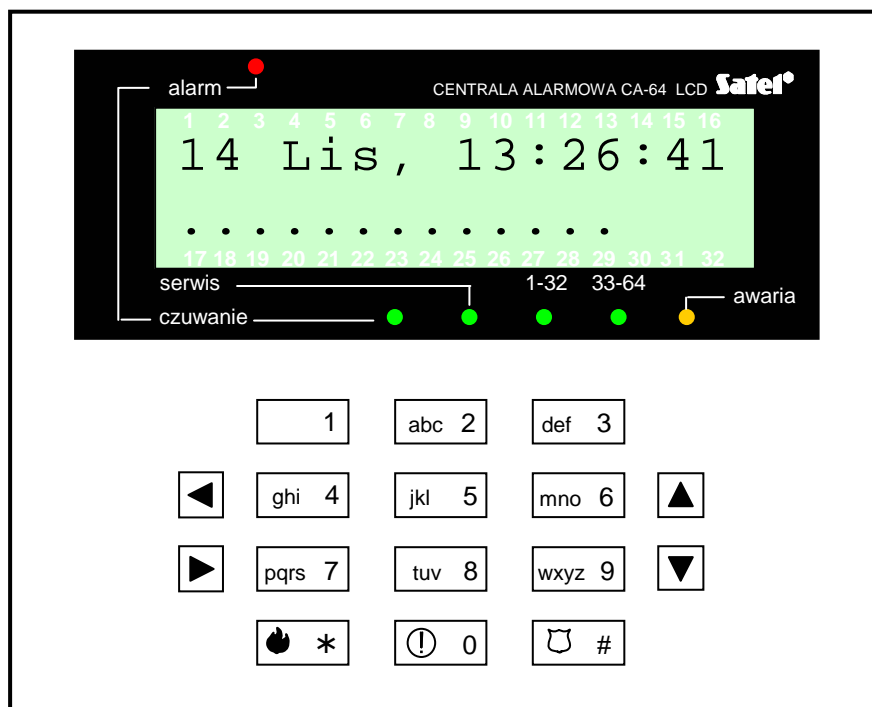 alarm
CENTRALA ALARMOWA CA-64 LCD Satel
1 2 3 4 5 6 7 8 9 10 11 12 13 14 15 16
14 Lis, 13:26:41
. . . . . . . . . . . . .
17 18 19 20 21 22 23 24 25 26 27 28 29 30 31 32
serwis 1-32 33-64
awaria
czuwanie
1 abc 2 def 3
ghi 4 jkl 5 mno 6
pqrs 7 tuv 8 wxyz 9
* 0 #